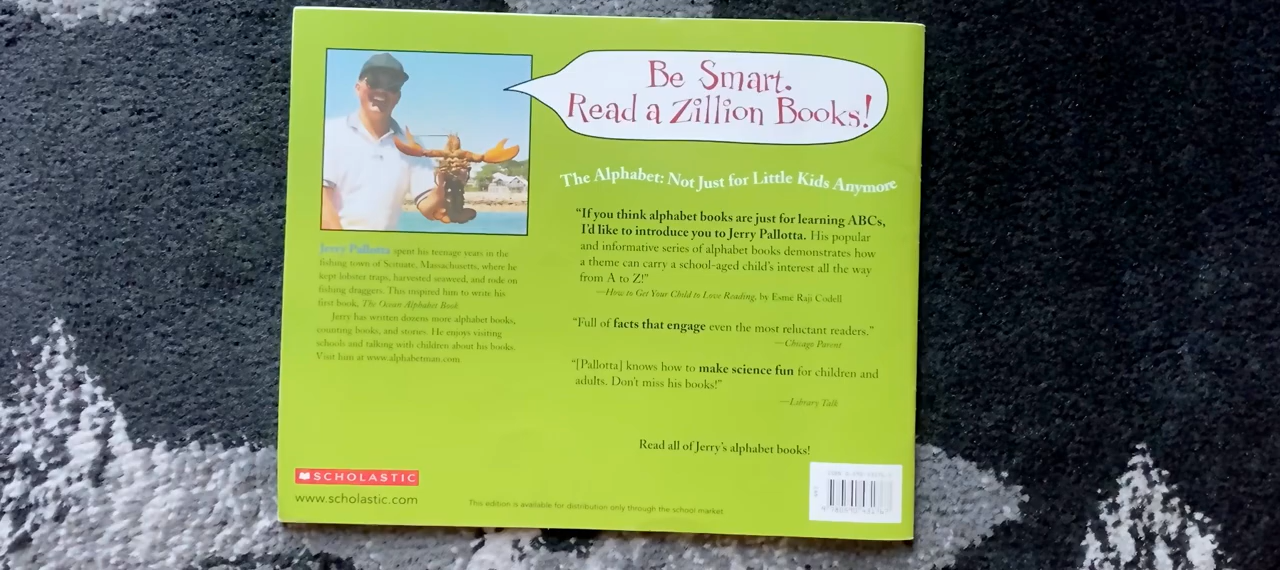 Be Smart.
Read a Zillion Books!
The Alphabet: Not Just for Little Kids Anymore
“If you think alphabet books are just for learning ABCs,
I’d like to introduce you to Jerry Pallotta. His popular
and informative series of alphabet books demonstrates how
a theme can carry a school-aged child’s interest all the way
from A to Z!”
—How to Get Your Child to Love Reading, by Esmé Raji Codell
“Full of facts that engage even the most reluctant readers.”
—Chicago Parent
“[Pallotta] knows how to make science fun for children and
adults. Don’t miss his books!”
—Library Talk
Read all of Jerry’s alphabet books!
Jerry Pallotta spent his teenage years in the
fishing town of Scituate, Massachusetts, where he
kept lobster traps, harvested seaweed, and rode on
fishing draggers. This inspired him to write his
first book, The Ocean Alphabet Book.
Jerry has written dozens more alphabet books,
counting books, and stories. He enjoys visiting
schools and talking with children about his books.
Visit him at www.alphabetman.com
SCHOLASTIC
www.scholastic.com
This edition is available for distribution only through the school market.